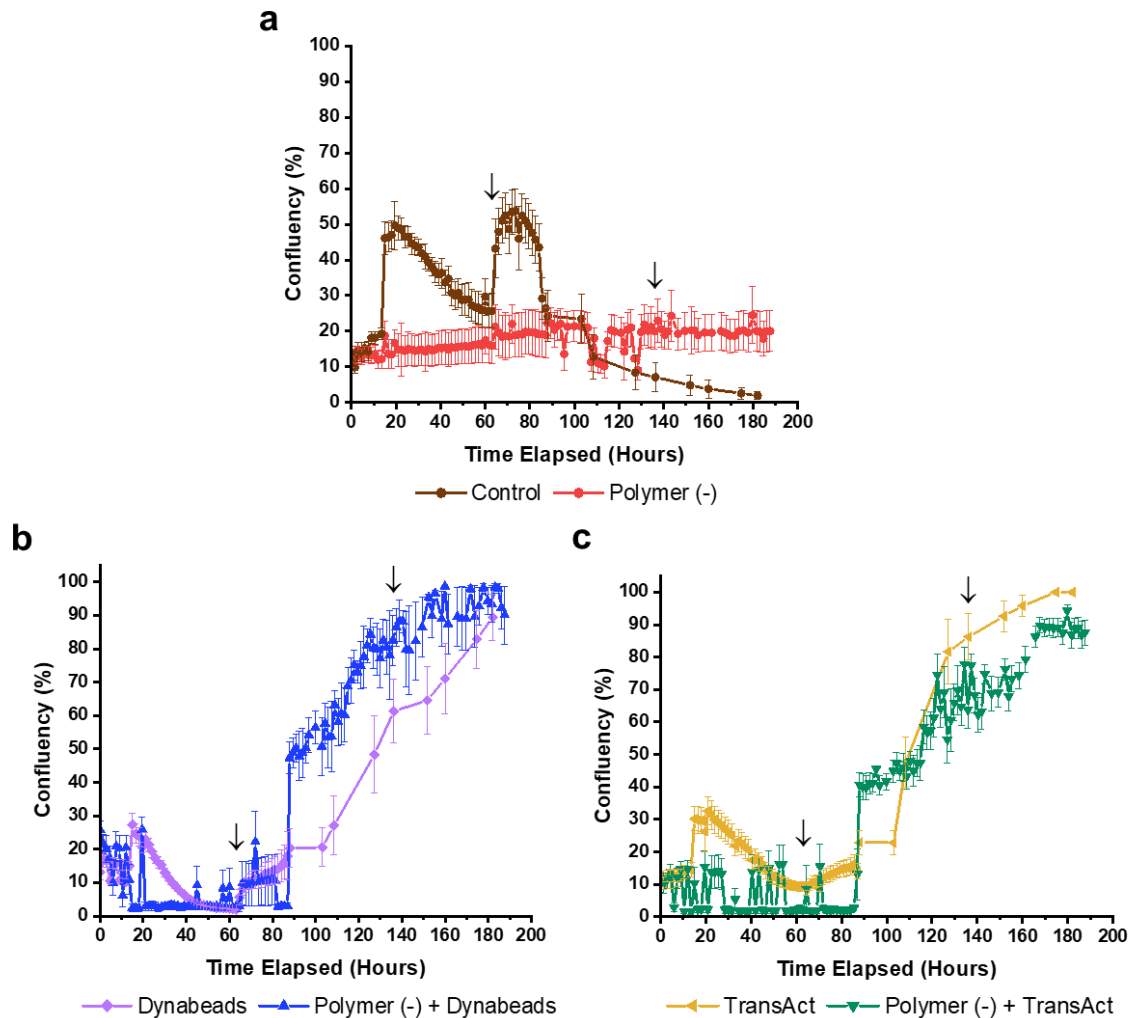 a
100
90
80
70
60
50
40
30
20
10
0
Confluency (%)
0 20 40 60 80 100 120 140 160 180 200
Time Elapsed (Hours)
Control Polymer (-)
b
100
90
80
70
60
50
40
30
20
10
0
Confluency (%)
0 20 40 60 80 100 120 140 160 180 200
Time Elapsed (Hours)
Dynabeads Polymer (-) + Dynabeads
c
100
90
80
70
60
50
40
30
20
10
0
Confluency (%)
0 20 40 60 80 100 120 140 160 180 200
Time Elapsed (Hours)
TransAct Polymer (-) + TransAct